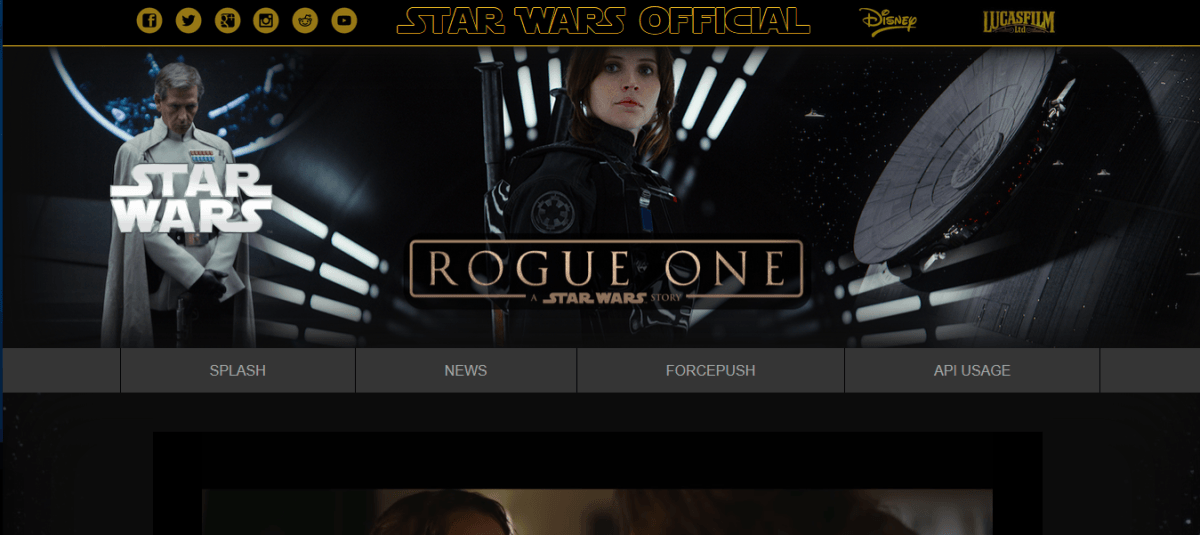 STAR WARS OFFICIAL
DISNEY
LUCASFILM
Ltd
STAR
WARS
ROGUE ONE
A STAR WARS STORY
SPLASH
NEWS
FORCEPUSH
API USAGE